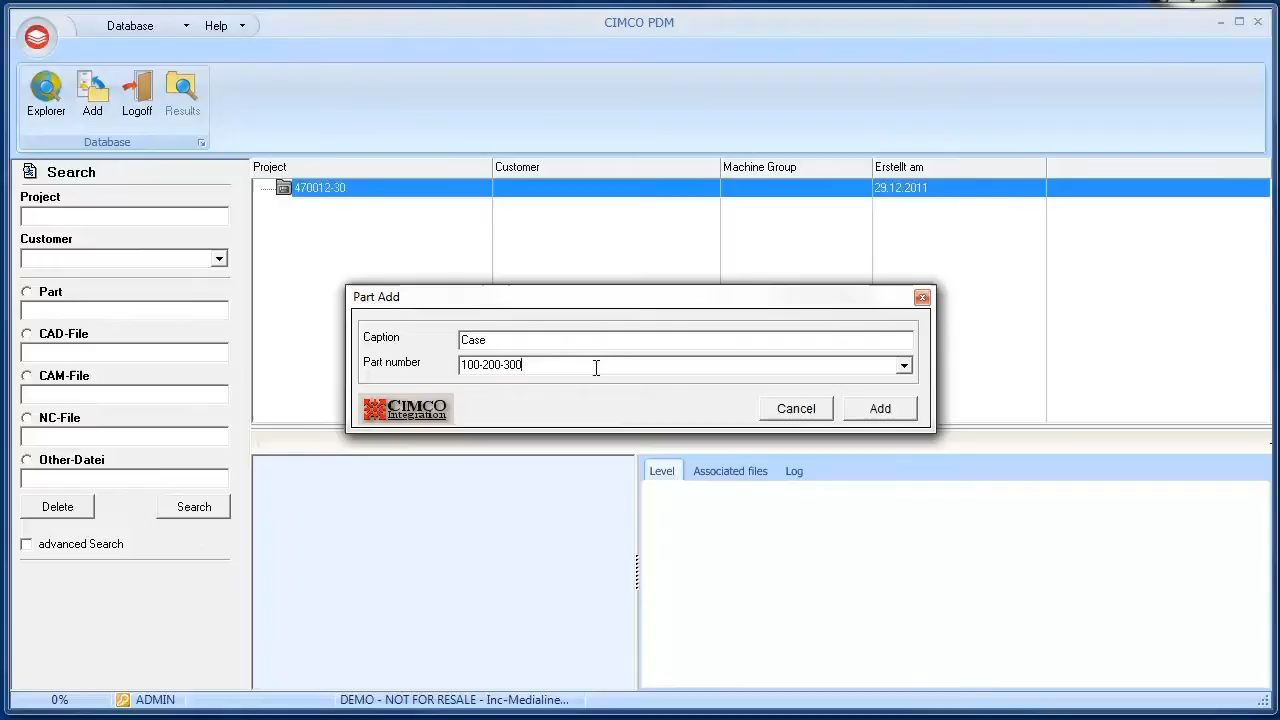 CIMCO PDM
Database
Help
Explorer
Add
Logoff
Results
Database
Search
Project
Customer
Part
CAD-File
CAM-File
NC-File
Other-Datei
Delete
Search
advanced Search
Project Customer Machine Group Erstellt am
470012-30 29.12.2011
Part Add
Caption Case
Part number 100-200-300
CIMCO
Integration
Cancel Add
Level Associated files Log
0% ADMIN DEMO - NOT FOR RESALE - Inc-Medialine...